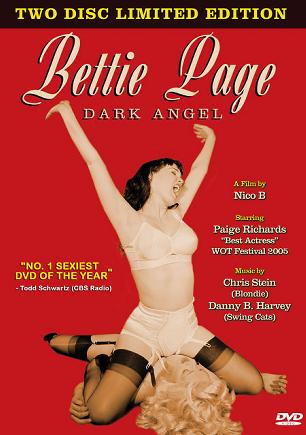 TWO DISC LIMITED EDITION
Bettie Page
DARK ANGEL
A Film by
Nico B
Starring
Paige Richards
"Best Actress"
WOT Festival 2005
Music by
Chris Stein
(Blondie)
Danny B. Harvey
(Swing Cats)
"NO. 1 SEXIEST
DVD OF THE YEAR"
- Todd Schwartz (CBS Radio)
DVD
VIDEO